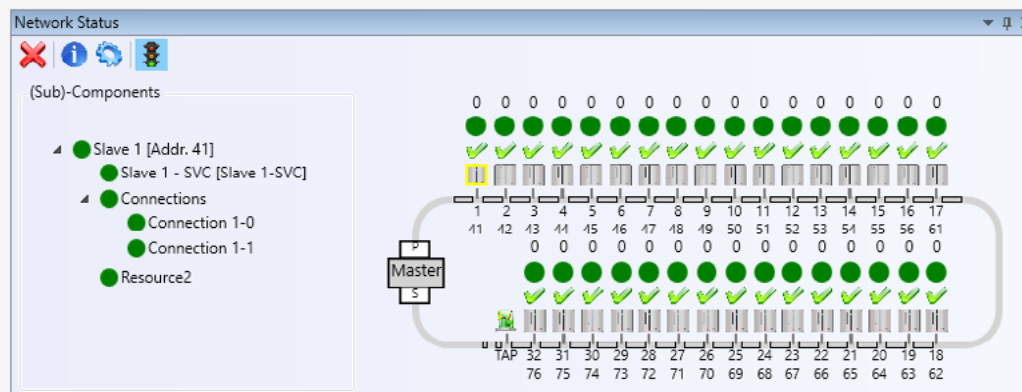 Network Status
(Sub)-Components
Slave 1 [Addr. 41]
Slave 1 - SVC [Slave 1-SVC]
Connections
Connection 1-0
Connection 1-1
Resource2
0 0 0 0 0 0 0 0 0 0 0 0 0 0 0 0 0
1 2 3 4 5 6 7 8 9 10 11 12 13 14 15 16 17
41 42 43 44 45 46 47 48 49 50 51 52 53 54 55 56 61
P
Master
S
0 0 0 0 0 0 0 0 0 0 0 0 0 0 0
TAP 32 31 30 29 28 27 26 25 24 23 22 21 20 19 18
76 75 74 73 72 71 70 69 68 67 66 65 64 63 62